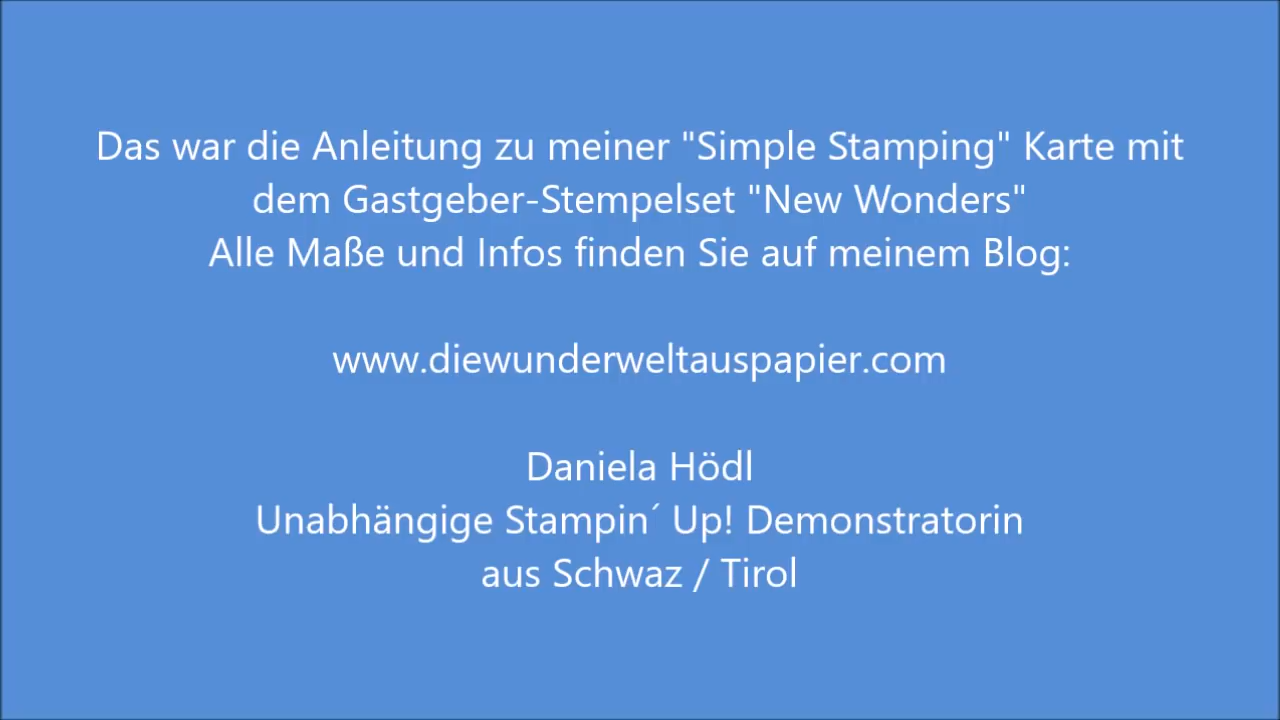 Das war die Anleitung zu meiner "Simple Stamping" Karte mit
dem Gastgeber-Stempelset "New Wonders"
Alle Maße und Infos finden Sie auf meinem Blog:
www.diewunderweltauspapier.com
Daniela Hödl
Unabhängige Stampin´ Up! Demonstratorin
aus Schwaz / Tirol